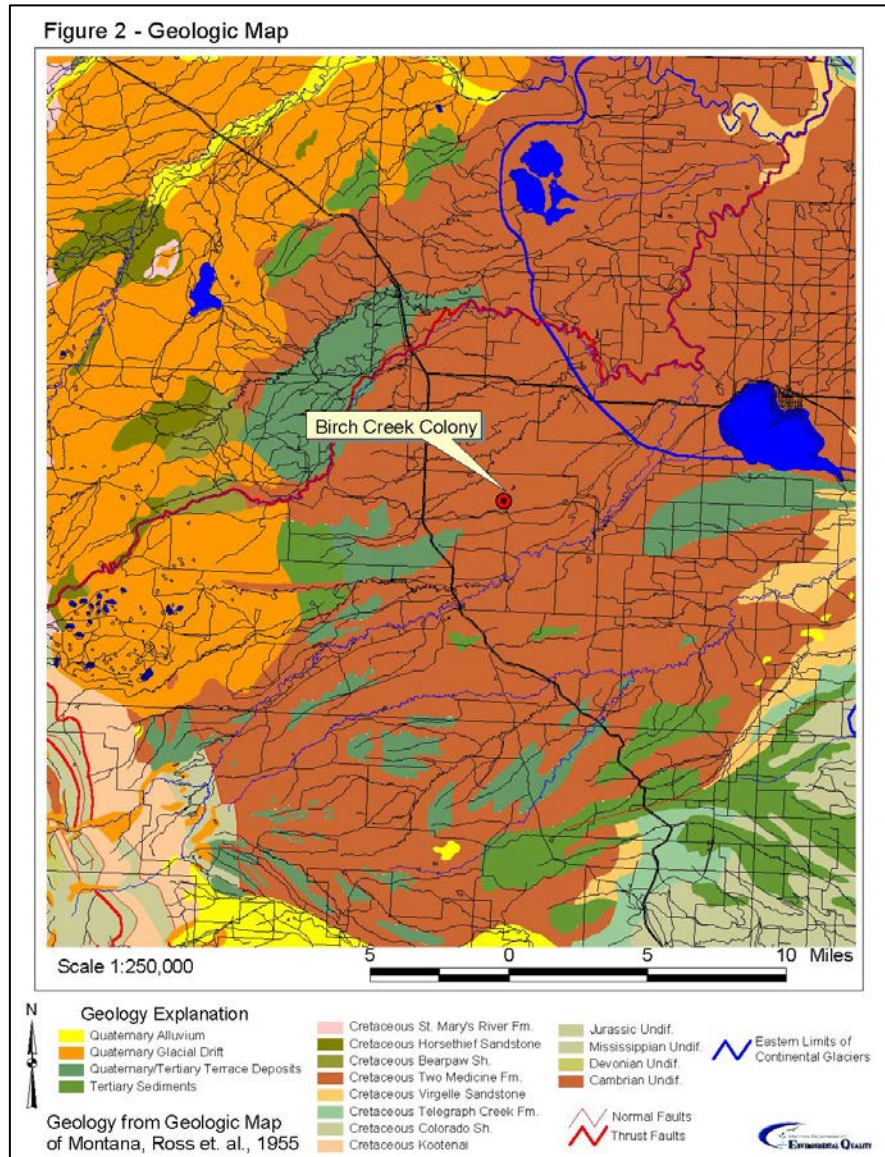 Figure 2 - Geologic Map
Birch Creek Colony
Scale 1:250,000
5 0 5 10 Miles
N
Geology Explanation
Quaternary Alluvium
Quaternary Glacial Drift
Quaternary/Tertiary Terrace Deposits
Tertiary Sediments
Geology from Geologic Map
of Montana, Ross et. al., 1955
Cretaceous St. Mary's River Fm.
Cretaceous Horsethief Sandstone
Cretaceous Bearpaw Sh.
Cretaceous Two Medicine Fm.
Cretaceous Virgelle Sandstone
Cretaceous Telegraph Creek Fm.
Cretaceous Colorado Sh.
Cretaceous Kootenai
Jurassic Undif.
Mississippian Undif.
Devonian Undif.
Cambrian Undif.
Normal Faults
Thrust Faults
Eastern Limits of
Continental Glaciers
ENVIRONMENTAL QUALITY